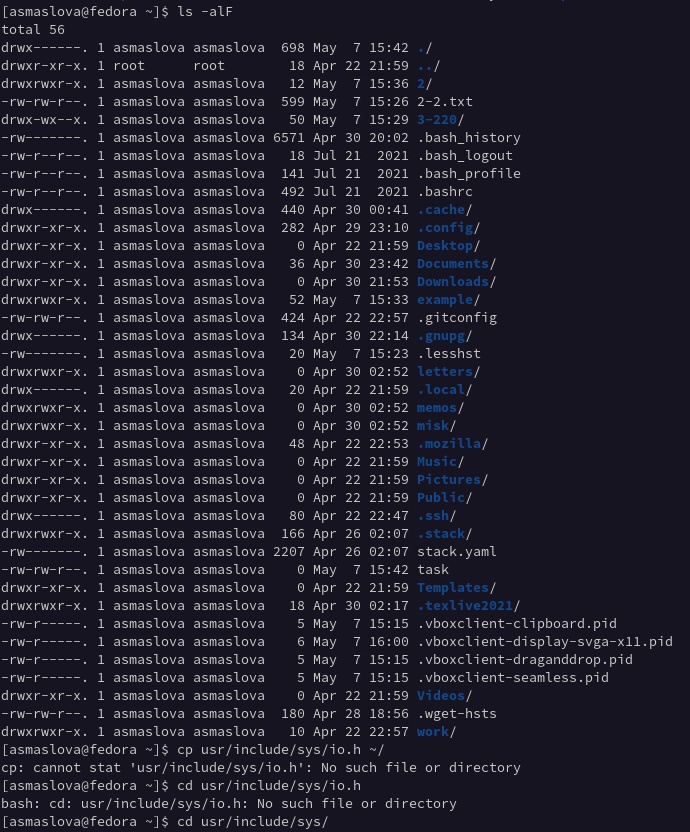 [asmaslova@fedora ~]$ ls -alF
total 56
drwx------. 1 asmaslova asmaslova  698 May  7 15:42 ./
drwxr-xr-x. 1 root      root        18 Apr 22 21:59 ../
drwxrwxr-x. 1 asmaslova asmaslova   12 May  7 15:36 2/
-rw-rw-r--. 1 asmaslova asmaslova  599 May  7 15:26 2-2.txt
drwx-wx--x. 1 asmaslova asmaslova   50 May  7 15:29 3-220/
-rw-------. 1 asmaslova asmaslova 6571 Apr 30 20:02 .bash_history
-rw-r--r--. 1 asmaslova asmaslova   18 Jul 21  2021 .bash_logout
-rw-r--r--. 1 asmaslova asmaslova  141 Jul 21  2021 .bash_profile
-rw-r--r--. 1 asmaslova asmaslova  492 Jul 21  2021 .bashrc
drwx------. 1 asmaslova asmaslova  440 Apr 30 00:41 .cache/
drwxr-xr-x. 1 asmaslova asmaslova  282 Apr 29 23:10 .config/
drwxr-xr-x. 1 asmaslova asmaslova    0 Apr 22 21:59 Desktop/
drwxr-xr-x. 1 asmaslova asmaslova   36 Apr 30 23:42 Documents/
drwxr-xr-x. 1 asmaslova asmaslova    0 Apr 30 21:53 Downloads/
drwxrwxr-x. 1 asmaslova asmaslova   52 May  7 15:33 example/
-rw-rw-r--. 1 asmaslova asmaslova  424 Apr 22 22:57 .gitconfig
drwx------. 1 asmaslova asmaslova  134 Apr 30 22:14 .gnupg/
-rw-------. 1 asmaslova asmaslova   20 May  7 15:23 .lesshst
drwxrwxr-x. 1 asmaslova asmaslova    0 Apr 30 02:52 letters/
drwx------. 1 asmaslova asmaslova   20 Apr 22 21:59 .local/
drwxrwxr-x. 1 asmaslova asmaslova    0 Apr 30 02:52 memos/
drwxrwxr-x. 1 asmaslova asmaslova    0 Apr 30 02:52 misk/
drwxr-xr-x. 1 asmaslova asmaslova   48 Apr 22 22:53 .mozilla/
drwxr-xr-x. 1 asmaslova asmaslova    0 Apr 22 21:59 Music/
drwxr-xr-x. 1 asmaslova asmaslova    0 Apr 22 21:59 Pictures/
drwxr-xr-x. 1 asmaslova asmaslova    0 Apr 22 21:59 Public/
drwx------. 1 asmaslova asmaslova   80 Apr 22 22:47 .ssh/
drwxrwxr-x. 1 asmaslova asmaslova  166 Apr 26 02:07 .stack/
-rw-------. 1 asmaslova asmaslova 2207 Apr 26 02:07 stack.yaml
-rw-rw-r--. 1 asmaslova asmaslova    0 May  7 15:42 task
drwxr-xr-x. 1 asmaslova asmaslova    0 Apr 22 21:59 Templates/
drwxrwxr-x. 1 asmaslova asmaslova   18 Apr 30 02:17 .texlive2021/
-rw-r-----. 1 asmaslova asmaslova    5 May  7 15:15 .vboxclient-clipboard.pid
-rw-r-----. 1 asmaslova asmaslova    6 May  7 16:00 .vboxclient-display-svga-x11.pid
-rw-r-----. 1 asmaslova asmaslova    5 May  7 15:15 .vboxclient-draganddrop.pid
-rw-r-----. 1 asmaslova asmaslova    5 May  7 15:15 .vboxclient-seamless.pid
drwxr-xr-x. 1 asmaslova asmaslova    0 Apr 22 21:59 Videos/
-rw-rw-r--. 1 asmaslova asmaslova  180 Apr 28 18:56 .wget-hsts
drwxrwxr-x. 1 asmaslova asmaslova   10 Apr 22 22:57 work/
[asmaslova@fedora ~]$ cp usr/include/sys/io.h ~/
cp: cannot stat 'usr/include/sys/io.h': No such file or directory
[asmaslova@fedora ~]$ cd usr/include/sys/io.h
bash: cd: usr/include/sys/io.h: No such file or directory
[asmaslova@fedora ~]$ cd usr/include/sys/